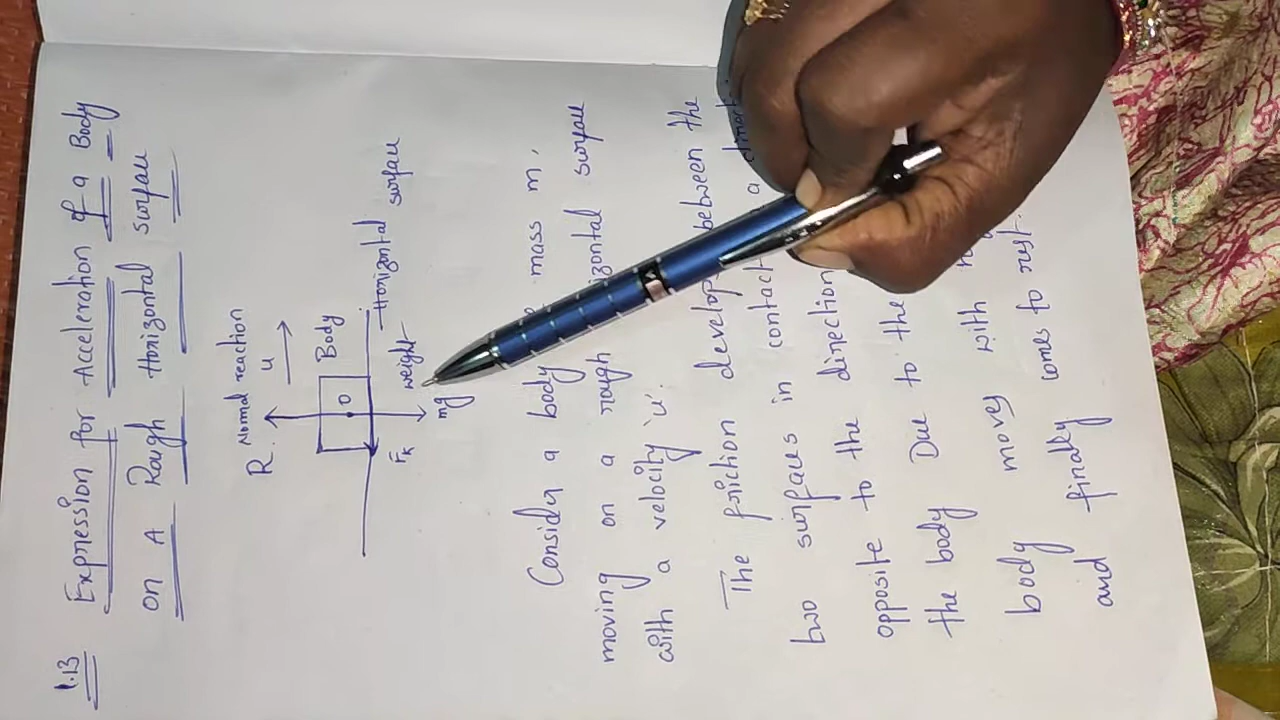 1.13 Expression for Acceleration of a Body
on A Rough Horizontal surface
R. Normal reaction
u
O Body
Horizontal surface
Fk
weight
mg
Consider a body mass m,
moving on a rough surface
with a velocity 'u'.
The friction develops between the
two surfaces in contact a
opposite to the direction
the body Due to the
body moves with
and finally comes to rest.